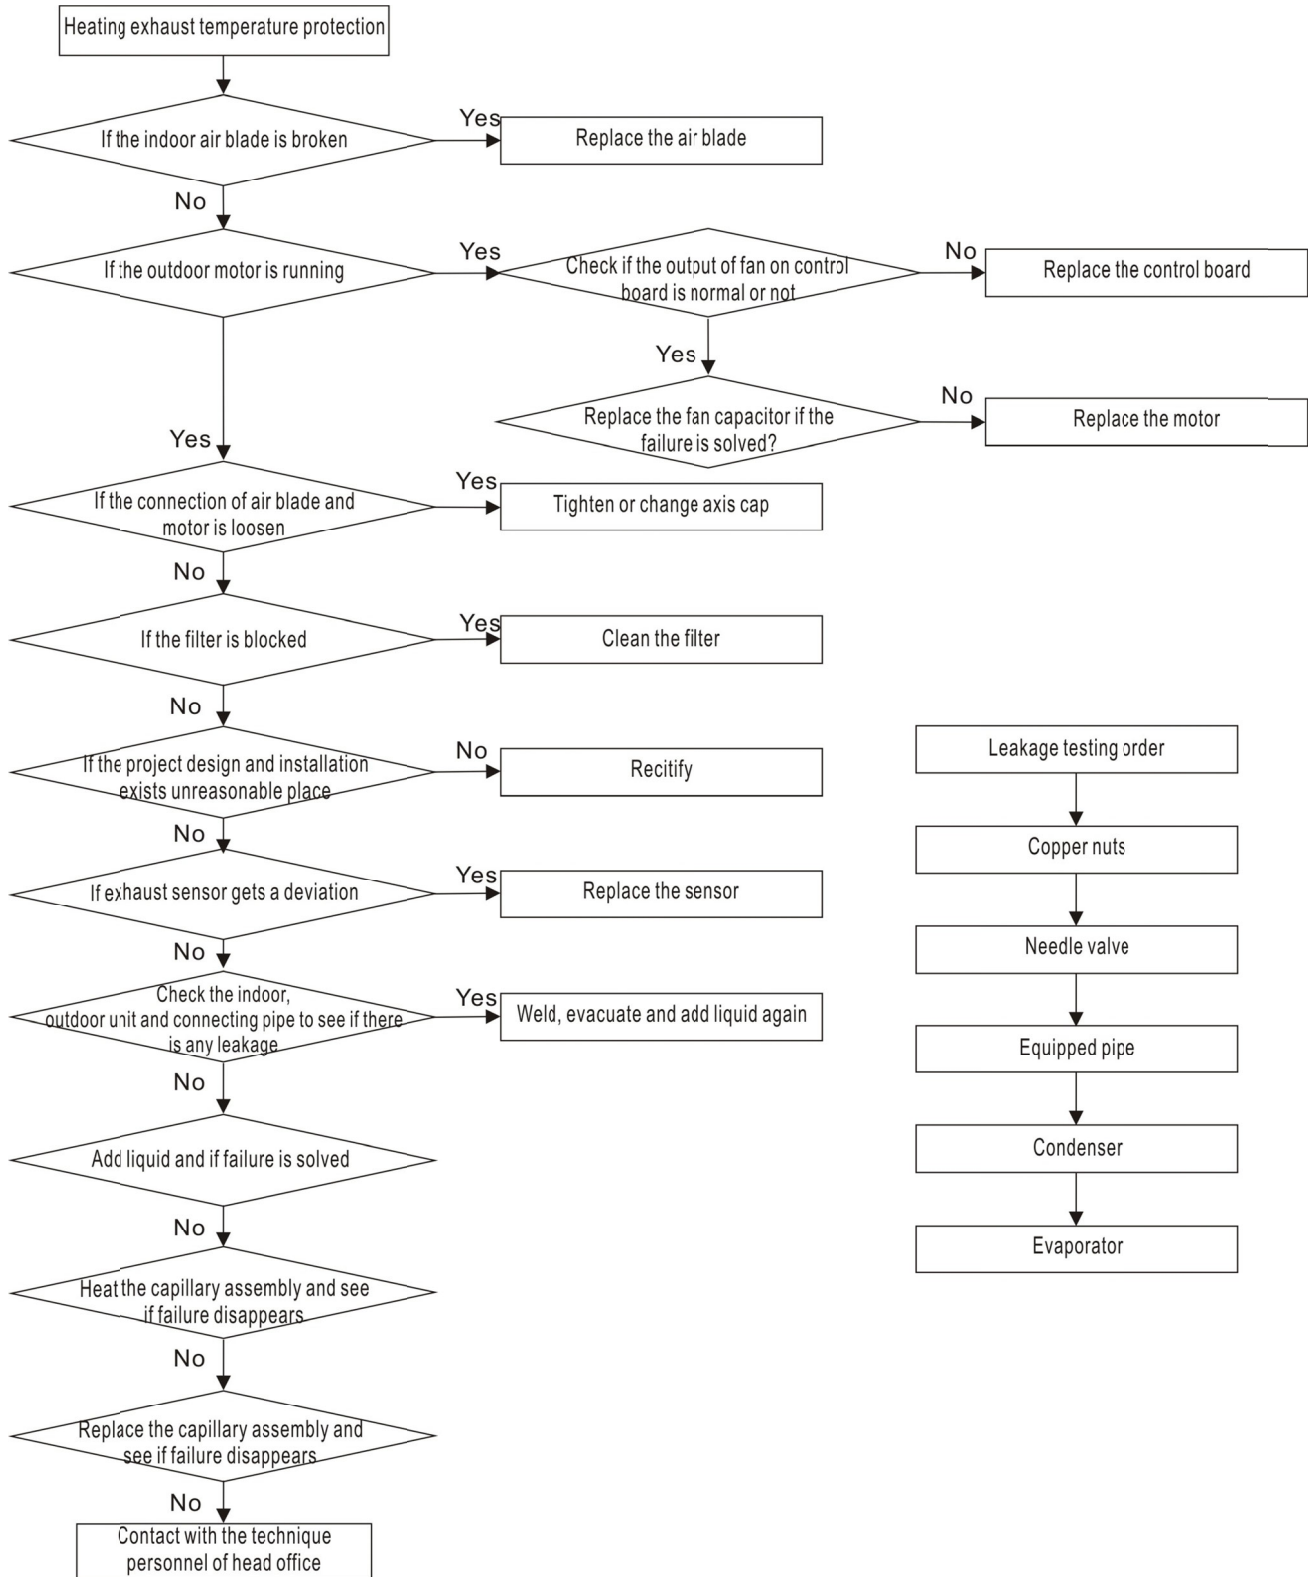 Heating exhaust temperature protection
If the indoor air blade is broken
Yes
Replace the air blade
No
If the outdoor motor is running
Yes
Check if the output of fan on control
board is normal or not
No
Replace the control board
Yes
Replace the fan capacitor if the
failure is solved?
No
Replace the motor
Yes
If the connection of air blade and
motor is loosen
Yes
Tighten or change axis cap
No
If the filter is blocked
Yes
Clean the filter
No
If the project design and installation
exists unreasonable place
No
Recitify
No
If exhaust sensor gets a deviation
Yes
Replace the sensor
No
Check the indoor,
outdoor unit and connecting pipe to see if there
is any leakage
Yes
Weld, evacuate and add liquid again
No
Add liquid and if failure is solved
No
Heat the capillary assembly and see
if failure disappears
No
Replace the capillary assembly and
see if failure disappears
No
Contact with the technique
personnel of head office
Leakage testing order
Copper nuts
Needle valve
Equipped pipe
Condenser
Evaporator